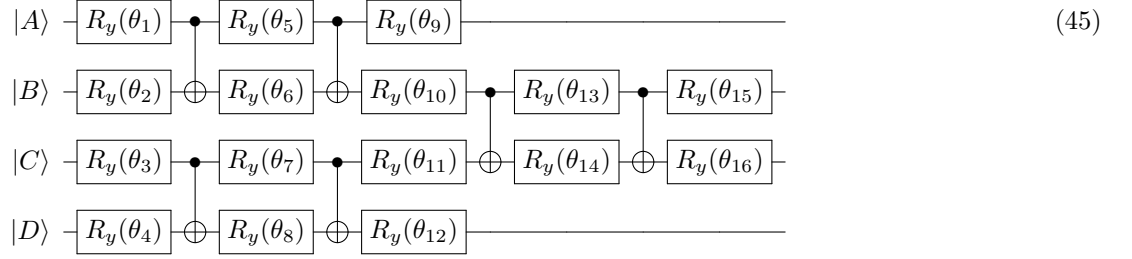 |A⟩ R_y(θ_1) R_y(θ_5) R_y(θ_9) (45)
|B⟩ R_y(θ_2) R_y(θ_6) R_y(θ_10) R_y(θ_13) R_y(θ_15)
|C⟩ R_y(θ_3) R_y(θ_7) R_y(θ_11) R_y(θ_14) R_y(θ_16)
|D⟩ R_y(θ_4) R_y(θ_8) R_y(θ_12)